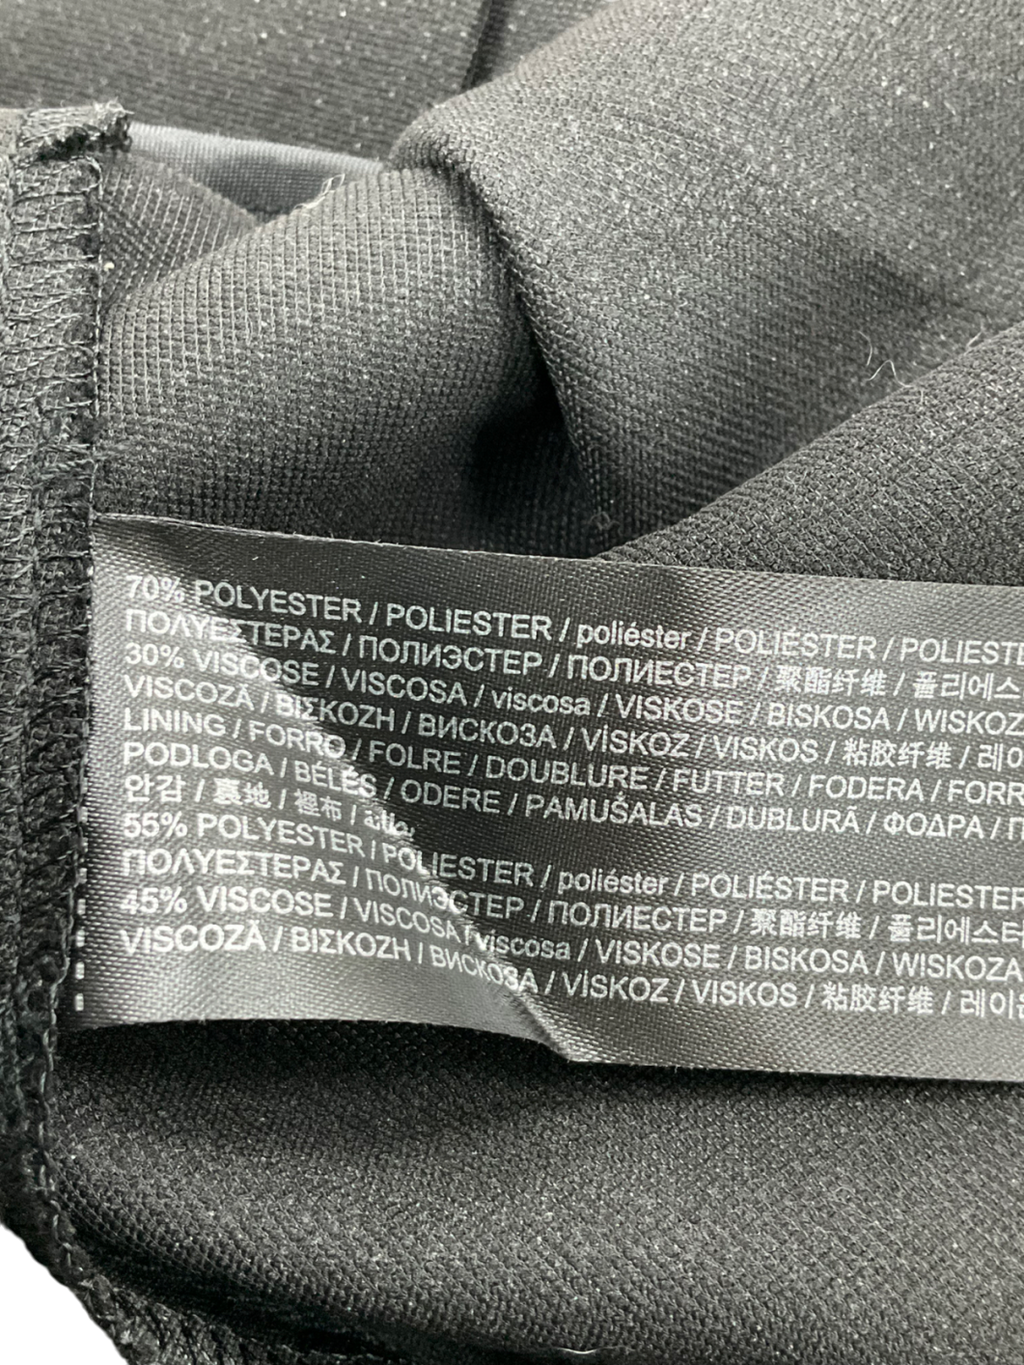 70% POLYESTER / POLIESTER / poliéster / POLIÉSTER / POLIESTE
ΠΟΛΥΕΣΤΕΡΑΣ / ПОЛИЭСТЕР / ПОЛИЕСТЕР / 聚酯纤维 / 폴리에스
30% VISCOSE / VISCOSA / viscosa / VISKOSE / BISKOSA / WISKOZ
VISCOZĂ / ΒΙΣΚΟΖΗ / ВИСКОЗА / VİSKOZ / VISKOS / 粘胶纤维 / 레이
LINING / FORRO / FOLRE / DOUBLURE / FUTTER / FODERA / FORR
PODLOGA / BÉLÉS / ODERE / PAMUŠALAS / DUBLURĂ / ΦΟΔΡΑ / П
안감 / 裏地 / 裡布 / بطانة
55% POLYESTER / POLIESTER / poliéster / POLIÉSTER / POLIESTER
ΠΟΛΥΕΣΤΕΡΑΣ / ПОЛИЭСТЕР / ПОЛИЕСТЕР / 聚酯纤维 / 폴리에스터
45% VISCOSE / VISCOSA / viscosa / VISKOSE / BISKOSA / WISKOZA
VISCOZĂ / ΒΙΣΚΟΖΗ / ВИСКОЗА / VİSKOZ / VISKOS / 粘胶纤维 / 레이온